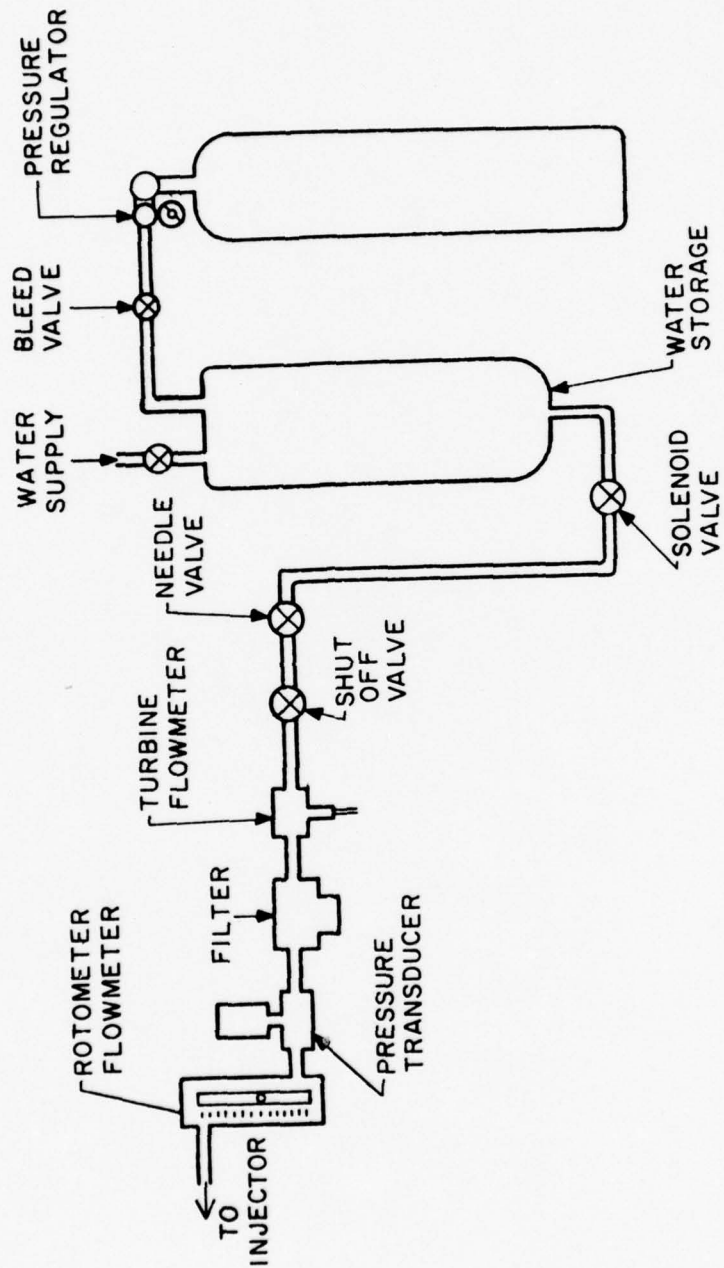 ROTOMETER
FLOWMETER
FILTER
TURBINE
FLOWMETER
NEEDLE
VALVE
WATER
SUPPLY
BLEED
VALVE
PRESSURE
REGULATOR
TO
INJECTOR
PRESSURE
TRANSDUCER
SHUT
OFF
VALVE
SOLENOID
VALVE
WATER
STORAGE